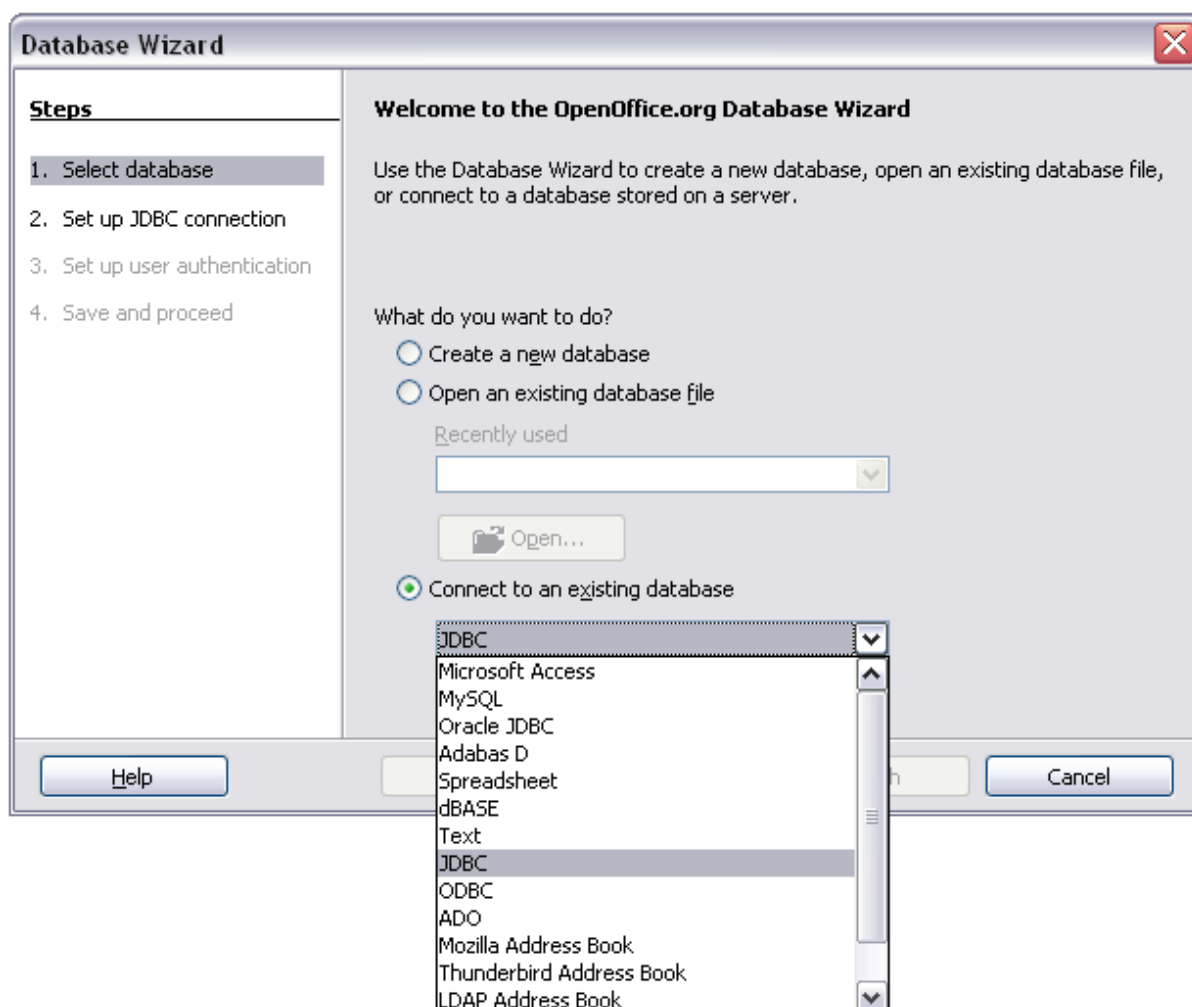 Database Wizard
Steps
1. Select database
2. Set up JDBC connection
3. Set up user authentication
4. Save and proceed
Welcome to the OpenOffice.org Database Wizard
Use the Database Wizard to create a new database, open an existing database file,
or connect to a database stored on a server.
What do you want to do?
Create a new database
Open an existing database file
Recently used
Open...
Connect to an existing database
JDBC
Microsoft Access
MySQL
Oracle JDBC
Adabas D
Spreadsheet
dBASE
Text
JDBC
ODBC
ADO
Mozilla Address Book
Thunderbird Address Book
LDAP Address Book
Help
Cancel